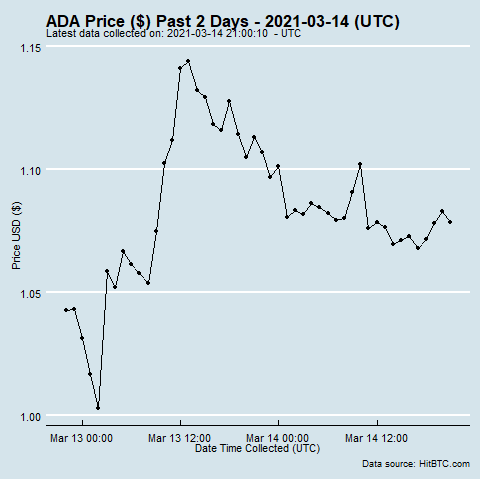 ADA Price ($) Past 2 Days - 2021-03-14 (UTC)
Latest data collected on: 2021-03-14 21:00:10  - UTC
1.15
1.10
1.05
1.00
Price USD ($)
Mar 13 00:00
Mar 13 12:00
Mar 14 00:00
Mar 14 12:00
Date Time Collected (UTC)
Data source: HitBTC.com